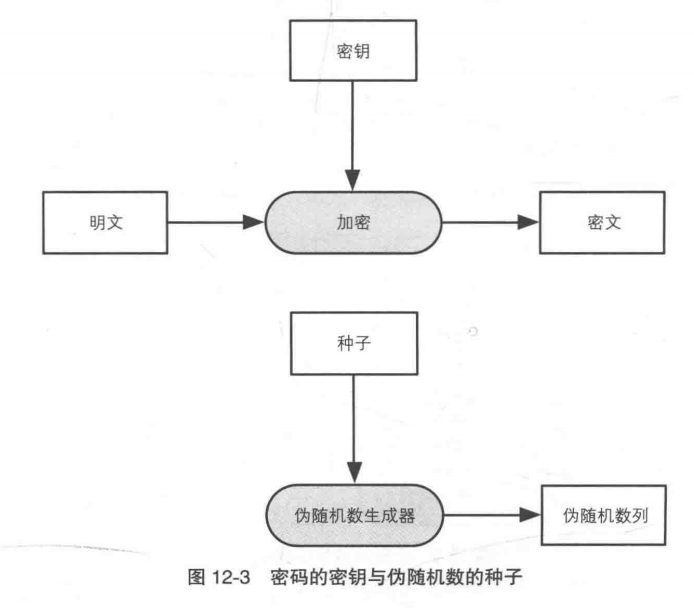 密钥
明文
加密
密文
种子
伪随机数生成器
伪随机数列
图 12-3 密码的密钥与伪随机数的种子